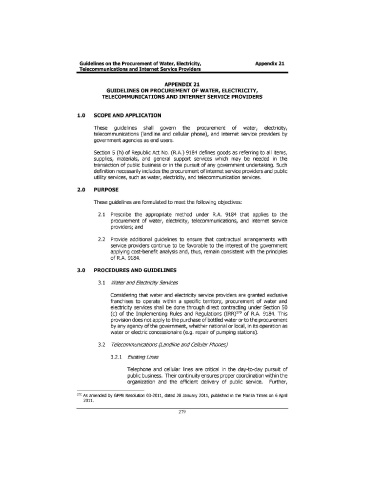 Guidelines on the Procurement of Water, Electricity, Appendix 21
Telecommunications and Internet Service Providers
APPENDIX 21
GUIDELINES ON PROCUREMENT OF WATER, ELECTRICITY,
TELECOMMUNICATIONS AND INTERNET SERVICE PROVIDERS
1.0 SCOPE AND APPLICATION
These guidelines shall govern the procurement of water, electricity,
telecommunications (landline and cellular phone), and internet service providers by
government agencies as end users.
Section 5 (h) of Republic Act No. (R.A.) 9184 defines goods as referring to all items,
supplies, materials, and general support services which may be needed in the
transaction of public business or in the pursuit of any government undertaking. Such
definition necessarily includes the procurement of internet service providers and public
utility services, such as water, electricity, and telecommunication services.
2.0 PURPOSE
These guidelines are formulated to meet the following objectives:
2.1 Prescribe the appropriate method under R.A. 9184 that applies to the
procurement of water, electricity, telecommunications, and internet service
providers; and
2.2 Provide additional guidelines to ensure that contractual arrangements with
service providers continue to be favorable to the interest of the government
applying cost-benefit analysis and, thus, remain consistent with the principles
of R.A. 9184.
3.0 PROCEDURES AND GUIDELINES
3.1 Water and Electricity Services
Considering that water and electricity service providers are granted exclusive
franchises to operate within a specific territory, procurement of water and
electricity services shall be done through direct contracting under Section 50
(c) of the Implementing Rules and Regulations (IRR) of R.A. 9184. This
provision does not apply to the purchase of bottled water or to the procurement
by any agency of the government, whether national or local, in its operation as
water or electric concessionaire (e.g. repair of pumping stations).
3.2 Telecommunications (Landline and Cellular Phones)
3.2.1 Existing Lines
Telephone and cellular lines are critical in the day-to-day pursuit of
public business. Their continuity ensures proper coordination within the
organization and the efficient delivery of public service. Further,
As amended by GPPB Resolution 03-2011, dated 28 January 2011, published in the Manila Times on 6 April
2011.
279